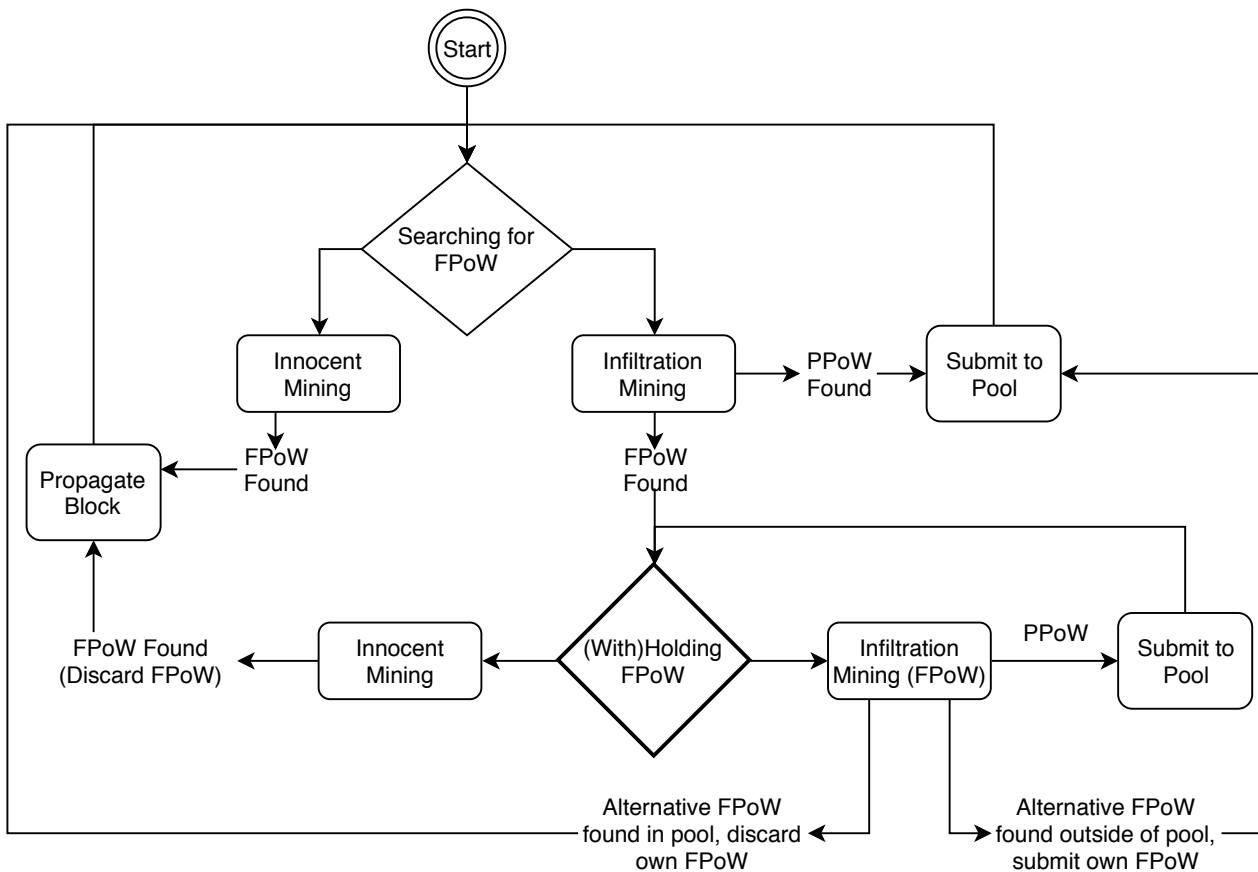 Start
Searching for
FPoW
Innocent
Mining
Infiltration
Mining
PPoW
Found
Submit to
Pool
FPoW
Found
FPoW
Found
Propagate
Block
FPoW Found
(Discard FPoW)
Innocent
Mining
(With)Holding
FPoW
Infiltration
Mining (FPoW)
PPoW
Submit to
Pool
Alternative FPoW
found in pool, discard
own FPoW
Alternative FPoW
found outside of pool,
submit own FPoW